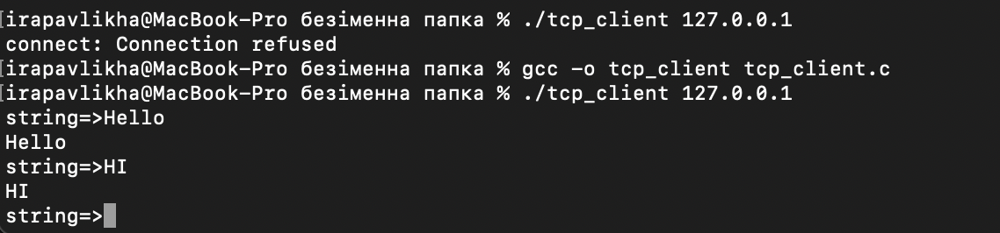 [irapavlikha@MacBook-Pro безіменна папка % ./tcp_client 127.0.0.1
connect: Connection refused
[irapavlikha@MacBook-Pro безіменна папка % gcc -o tcp_client tcp_client.c
[irapavlikha@MacBook-Pro безіменна папка % ./tcp_client 127.0.0.1
string=>Hello
Hello
string=>HI
HI
string=>